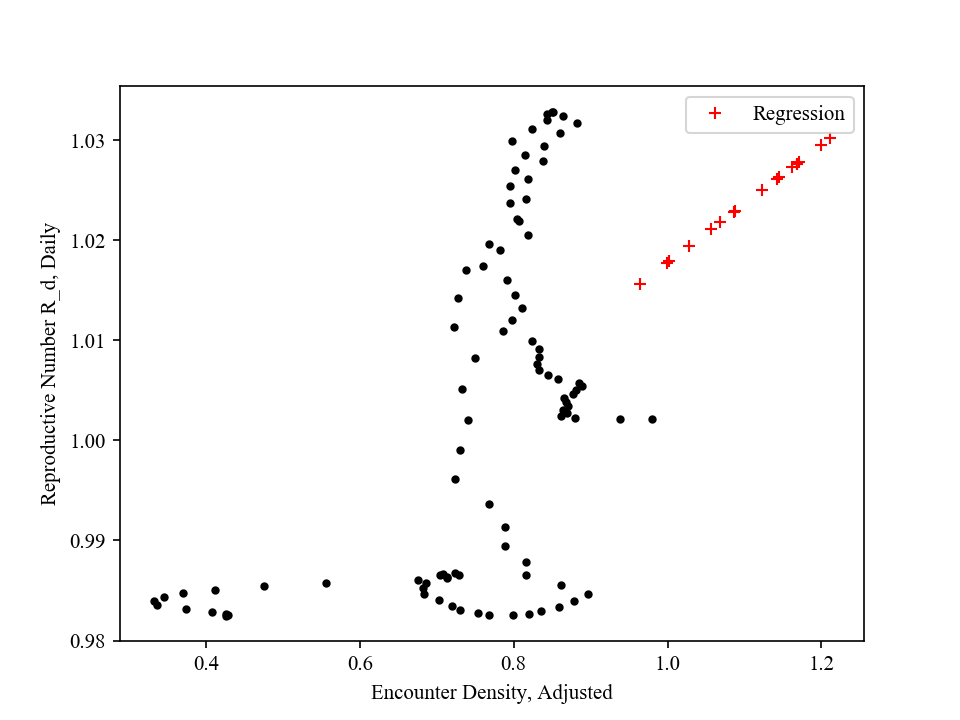 Regression
1.03
1.02
1.01
1.00
0.99
0.98
Reproductive Number R_d, Daily
0.4 0.6 0.8 1.0 1.2
Encounter Density, Adjusted